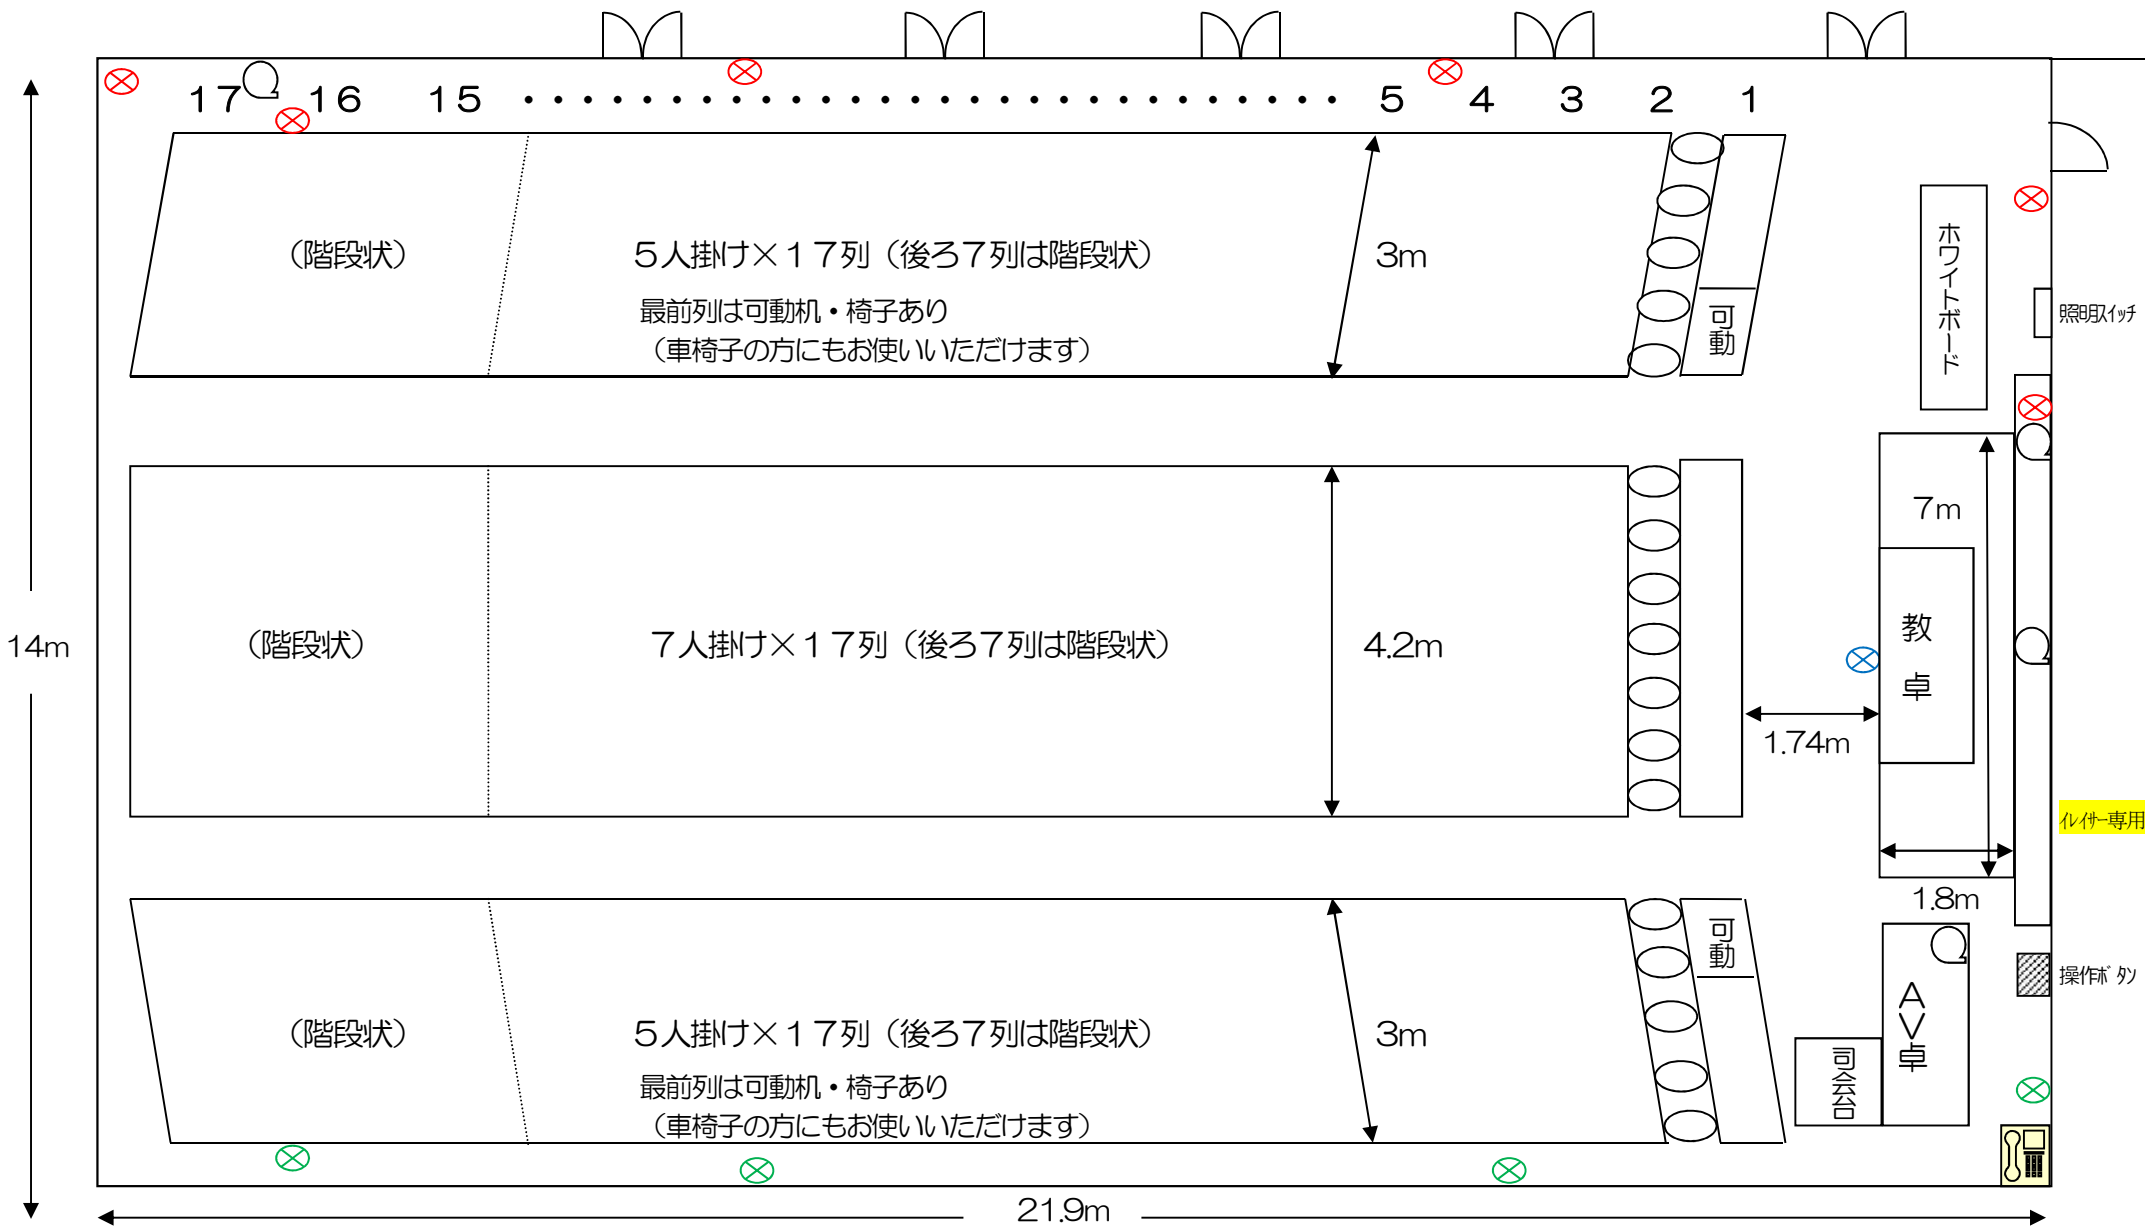 17 16 15 ・・・・・・・・・・・・・・・・・・・・・・・・・・・・ 5 4 3 2 1
（階段状）
５人掛け×１７列（後ろ７列は階段状）
3m
最前列は可動机・椅子あり
（車椅子の方にもお使いいただけます）
可動
ホワイトボード
照明スイッチ
14m
（階段状）
７人掛け×１７列（後ろ７列は階段状）
4.2m
1.74m
7m
教卓
1.8m
イレイサー専用
（階段状）
５人掛け×１７列（後ろ７列は階段状）
3m
最前列は可動机・椅子あり
（車椅子の方にもお使いいただけます）
可動
司会台
AV卓
操作ボタン
21.9m